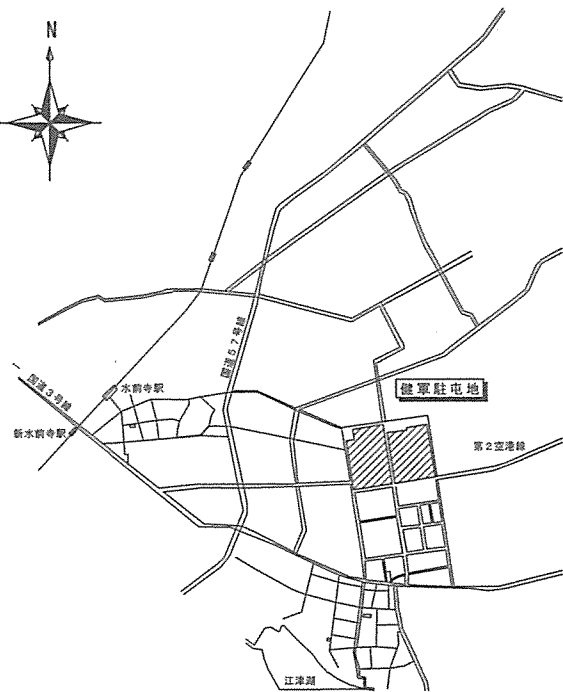 N
国道57号線
健軍駐屯地
水前寺駅
国道3号線
新水前寺駅
第2空港線
江津湖